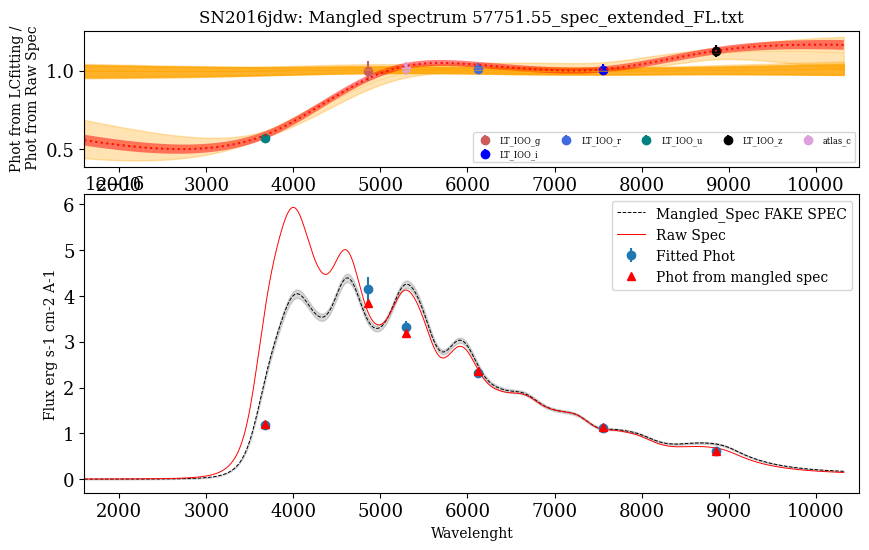 SN2016jdw: Mangled spectrum 57751.55_spec_extended_FL.txt
Phot from LCfitting /
Phot from Raw Spec
1.0
0.5
LT_IOO_g
LT_IOO_r
LT_IOO_u
LT_IOO_z
atlas_c
LT_IOO_i
2000 3000 4000 5000 6000 7000 8000 9000 10000
1e−16
Flux erg s-1 cm-2 A-1
6
5
4
3
2
1
0
Mangled_Spec FAKE SPEC
Raw Spec
Fitted Phot
Phot from mangled spec
2000 3000 4000 5000 6000 7000 8000 9000 10000
Wavelenght